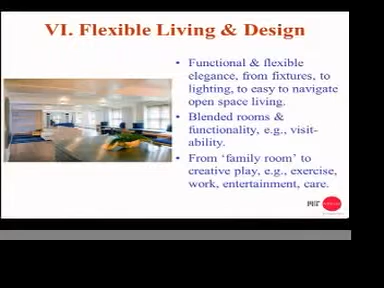 VI. Flexible Living & Design
• Functional & flexible
elegance, from fixtures, to
lighting, to easy to navigate
open space living.
• Blended rooms &
functionality, e.g., visit-
ability.
• From ‘family room’ to
creative play, e.g., exercise,
work, entertainment, care.
MIT